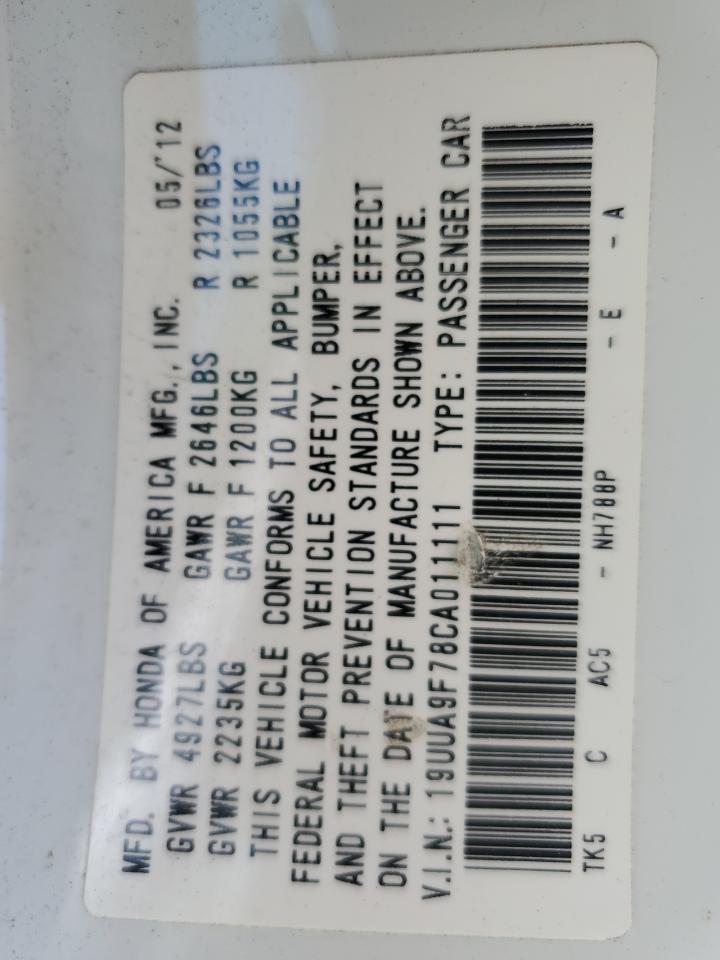 MFD. BY HONDA OF AMERICA MFG., INC. 05/'12
GVWR 4927LBS GAWR F 2646LBS R 2326LBS
GVWR 2235KG GAWR F 1200KG R 1055KG
THIS VEHICLE CONFORMS TO ALL APPLICABLE
FEDERAL MOTOR VEHICLE SAFETY, BUMPER,
AND THEFT PREVENTION STANDARDS IN EFFECT
ON THE DATE OF MANUFACTURE SHOWN ABOVE.
V.I.N.: 19UUA9F78CA011111 TYPE: PASSENGER CAR
TK5 C AC5 - NH788P - E - A